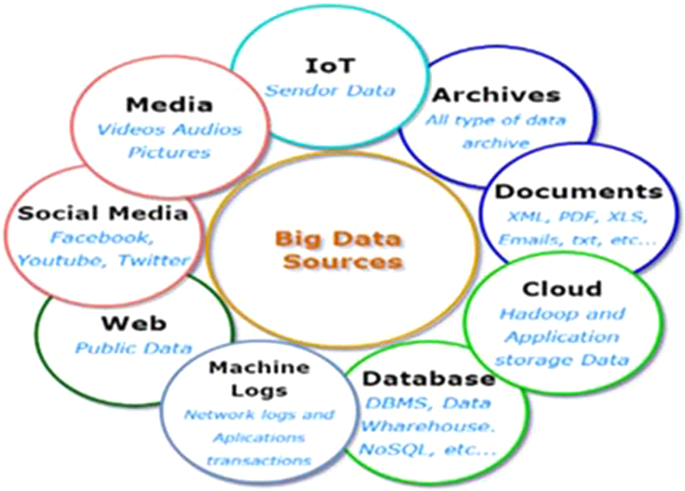 IoT
Sendor Data
Archives
All type of data
archive
Documents
XML, PDF, XLS,
Emails, txt, etc...
Cloud
Hadoop and
Application
storage Data
Database
DBMS, Data
Wharehouse.
NoSQL, etc...
Machine
Logs
Network logs and
Aplications
transactions
Web
Public Data
Social Media
Facebook,
Youtube, Twitter
Media
Videos Audios
Pictures
Big Data
Sources